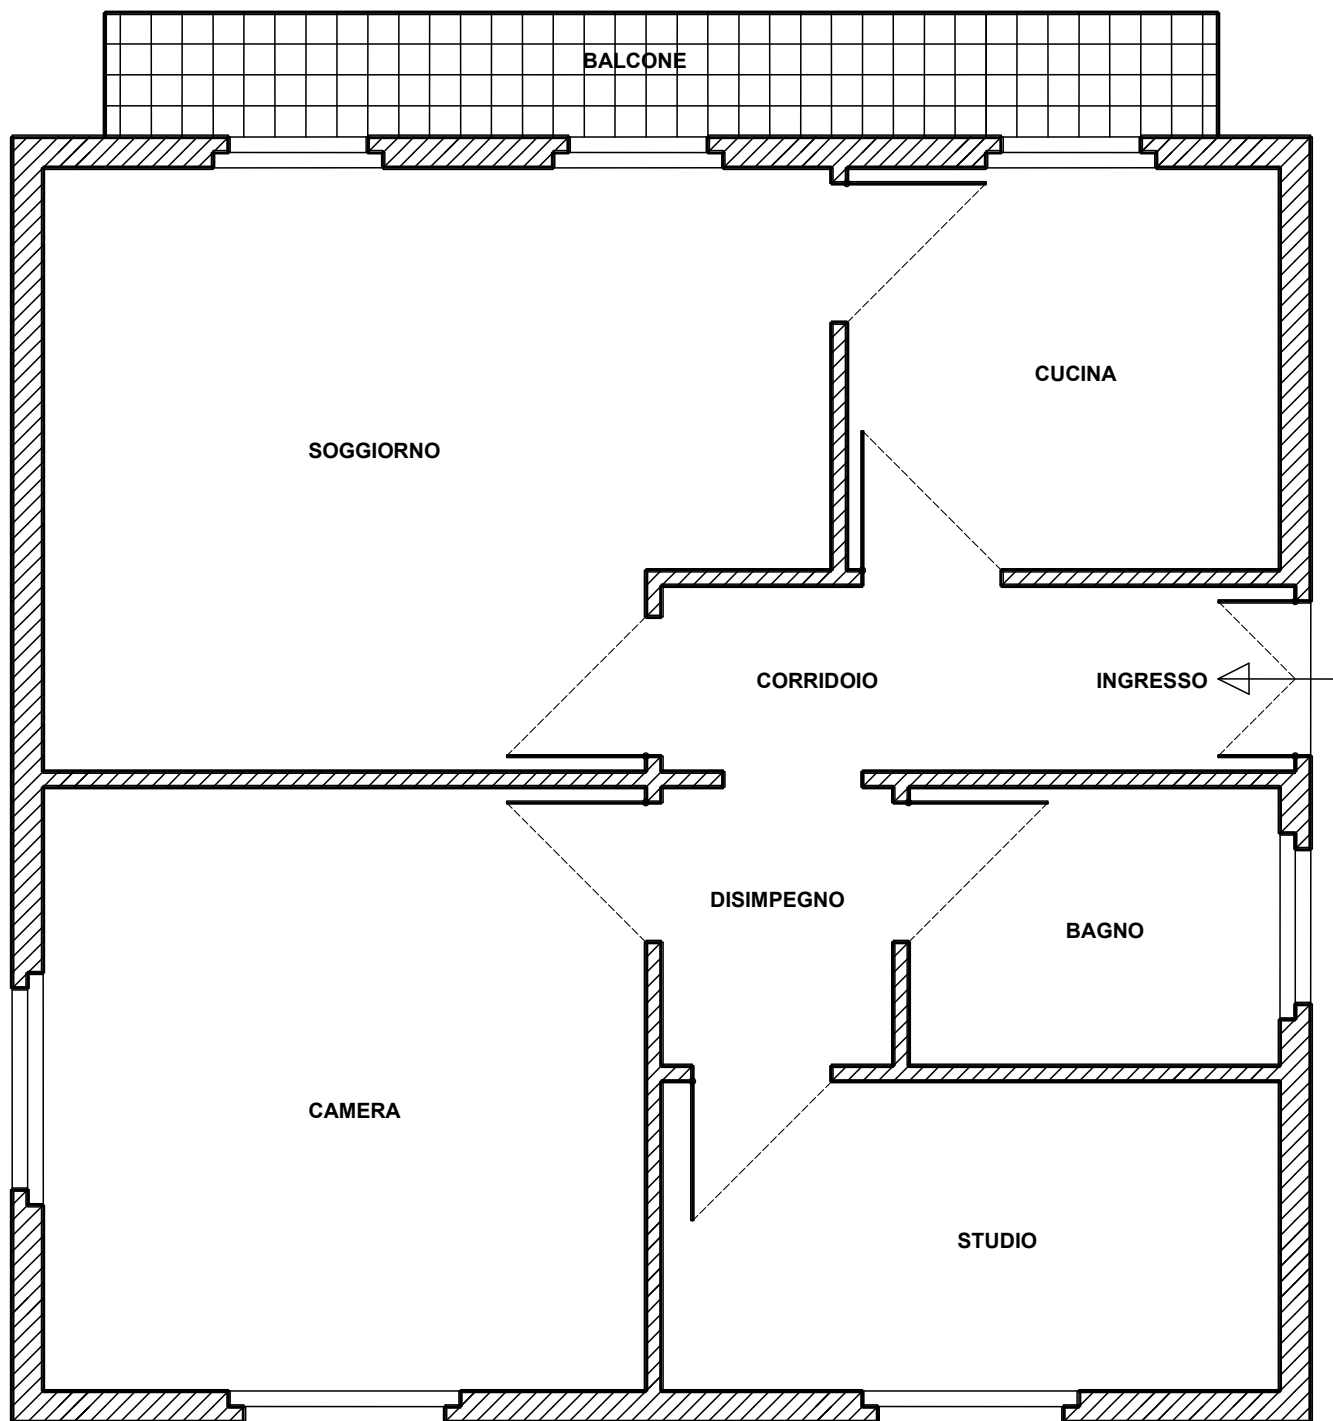 BALCONE
CUCINA
SOGGIORNO
CORRIDOIO
INGRESSO
DISIMPEGNO
BAGNO
CAMERA
STUDIO